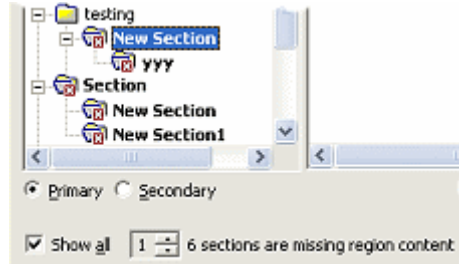 testing
New Section
yyy
Section
New Section
New Section1
Primary Secondary
Show all 1 6 sections are missing region content